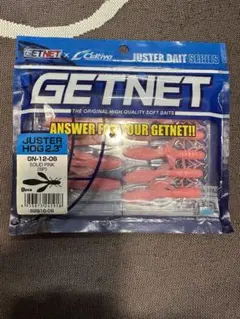 GETNET × Cultiva JUSTER BAIT SERIES
GETNET
THE ORIGINAL HIGH QUALITY SOFT BAITS
ANSWER FOR YOUR GETNET!!
JUSTER
HOG 2.3"
GN-12-06
SOLID PINK